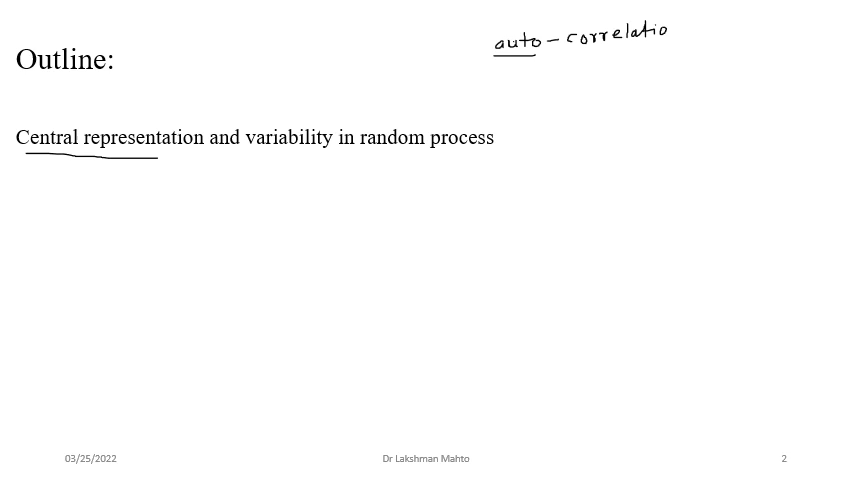 auto-correlatio
Outline:
Central representation and variability in random process
03/25/2022 Dr Lakshman Mahto 2